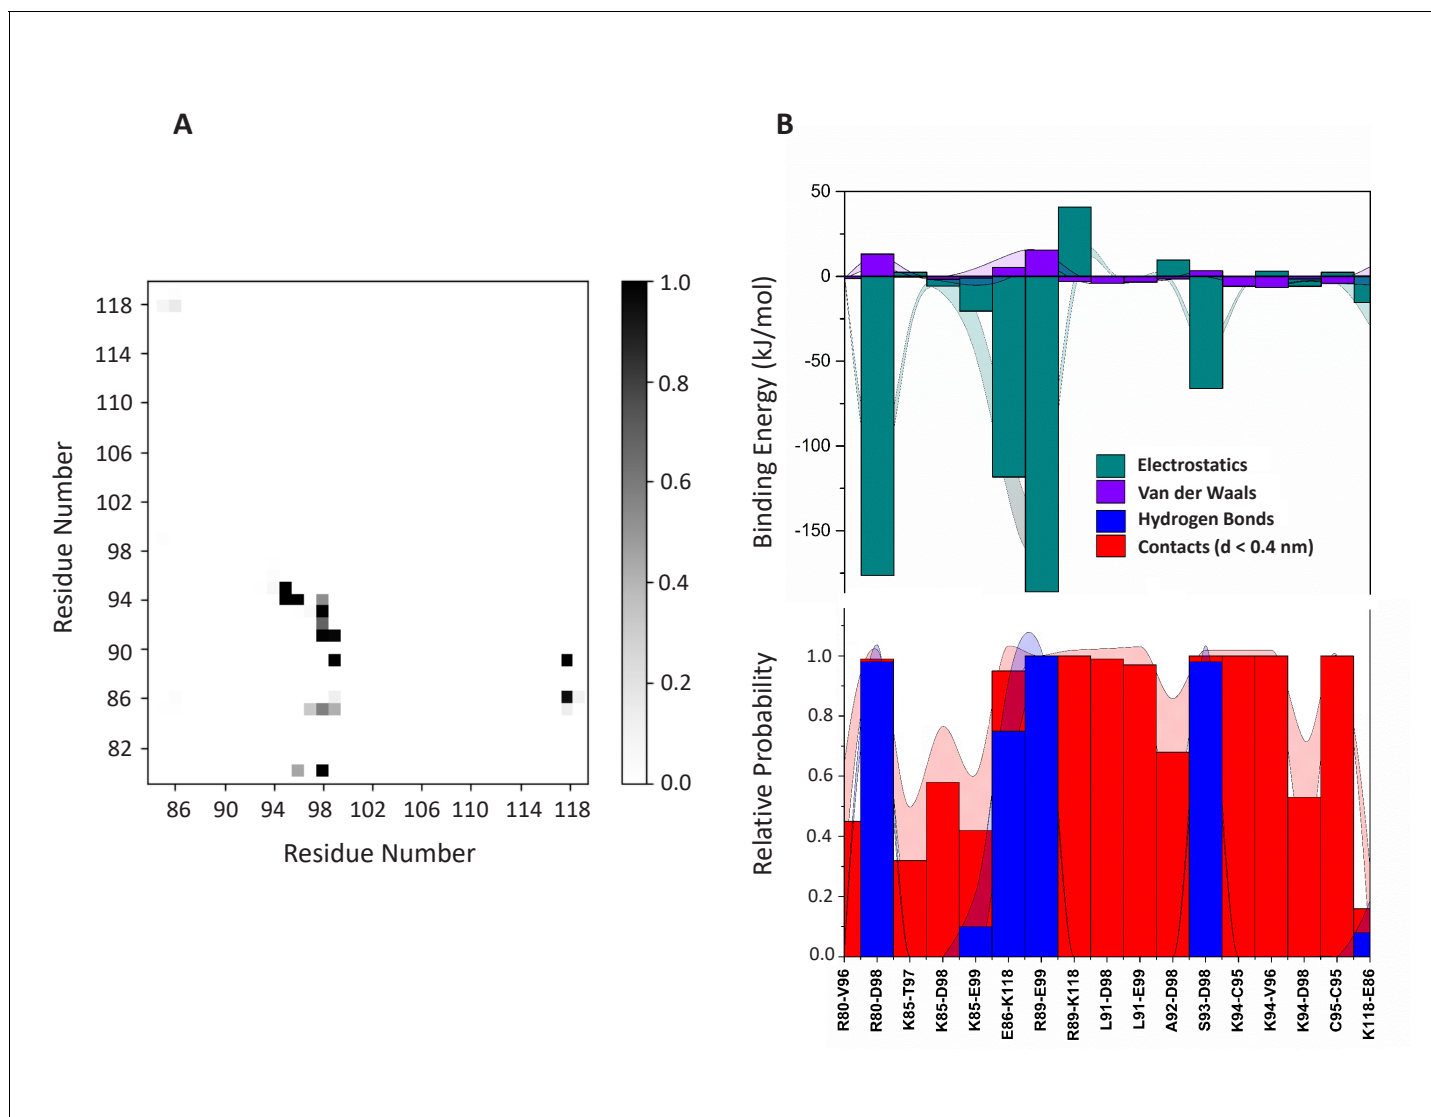 A
B
118
114
110
106
102
98
94
90
86
82
Residue Number
86 90 94 98 102 106 110 114 118
Residue Number
1.0
0.8
0.6
0.4
0.2
0.0
50
0
-50
-100
-150
Binding Energy (kJ/mol)
Electrostatics
Van der Waals
Hydrogen Bonds
Contacts (d < 0.4 nm)
1.0
0.8
0.6
0.4
0.2
0.0
Relative Probability
R80-V96
R80-D98
K85-T97
K85-D98
K85-E99
E86-K118
R89-E99
R89-K118
L91-D98
L91-E99
A92-D98
S93-D98
K94-C95
K94-V96
K94-D98
C95-C95
K118-E86